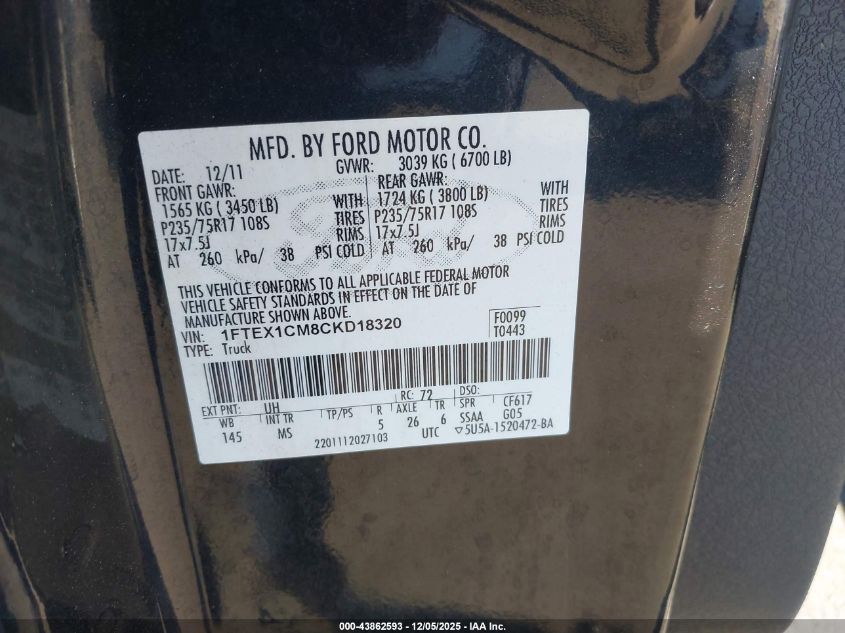 MFD. BY FORD MOTOR CO.
DATE: 12/11 GVWR: 3039 KG ( 6700 LB)
FRONT GAWR: REAR GAWR:
1565 KG ( 3450 LB) WITH 1724 KG ( 3800 LB) WITH
P235/75R17 108S TIRES P235/75R17 108S TIRES
17x7.5J RIMS 17x7.5J RIMS
AT 260 kPa/ 38 PSI COLD AT 260 kPa/ 38 PSI COLD
THIS VEHICLE CONFORMS TO ALL APPLICABLE FEDERAL MOTOR
VEHICLE SAFETY STANDARDS IN EFFECT ON THE DATE OF
MANUFACTURE SHOWN ABOVE.
VIN: 1FTEX1CM8CKD18320 F0099
TYPE: Truck T0443
EXT PNT: UH RC: 72 DSO:
WB INT TR TP/PS R AXLE TR SPR CF617
145 MS 5 26 6 SSAA G05
2201112027103 UTC ▽5U5A-1520472-BA
000-43862593 - 12/05/2025 - IAA Inc.